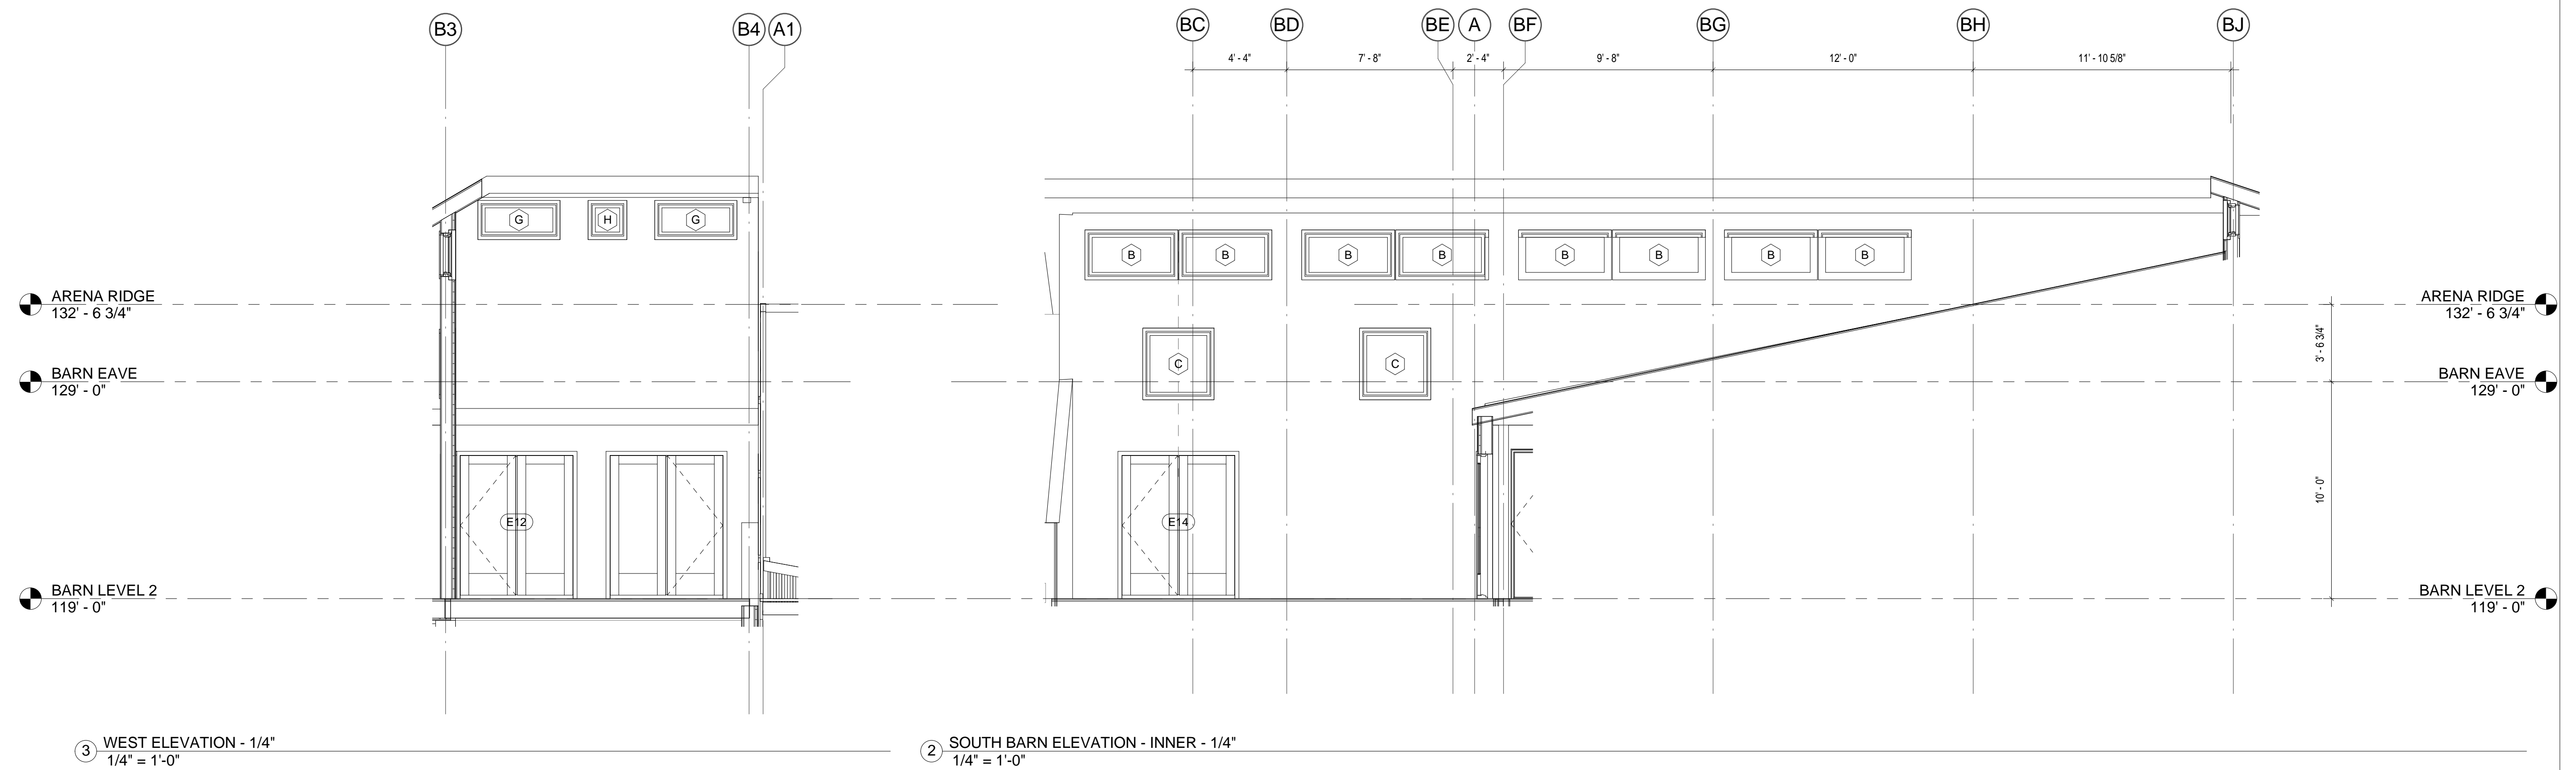 B3 B4 A1
BC BD BE A BF BG BH BJ
4' - 4" 7' - 8" 2' - 4" 9' - 8" 12' - 0" 11' - 10 5/8"
G H G
B B B B B B B B
ARENA RIDGE
132' - 6 3/4"
ARENA RIDGE
132' - 6 3/4"
3' - 6 3/4"
C C
BARN EAVE
129' - 0"
BARN EAVE
129' - 0"
10' - 0"
E12
E14
BARN LEVEL 2
119' - 0"
BARN LEVEL 2
119' - 0"
3 WEST ELEVATION - 1/4"
1/4" = 1'-0"
2 SOUTH BARN ELEVATION - INNER - 1/4"
1/4" = 1'-0"